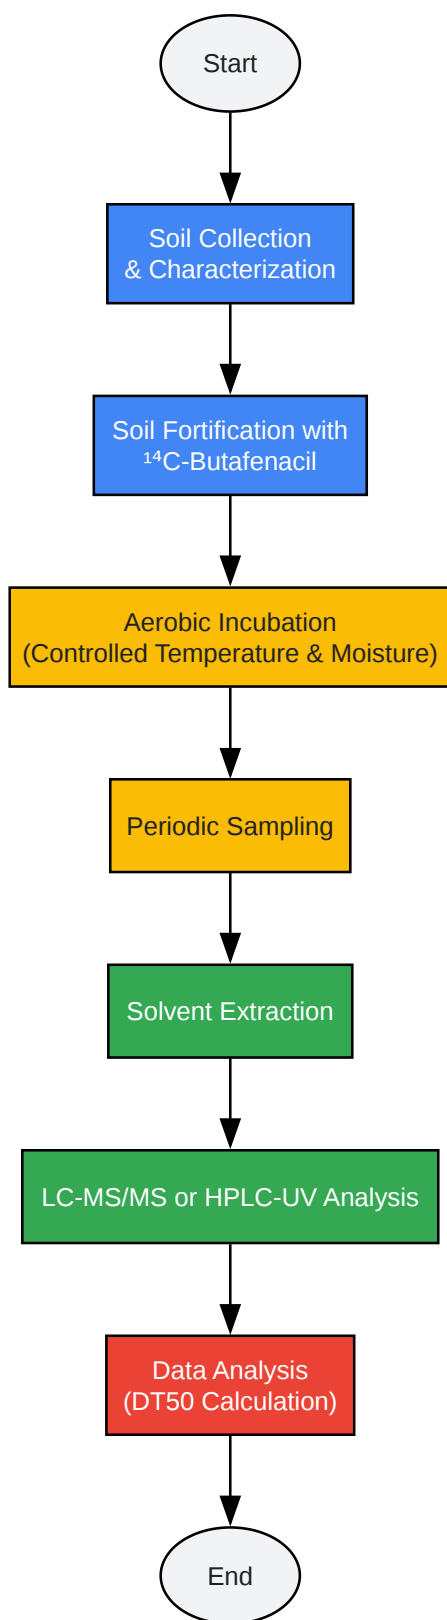 Start
Soil Collection
& Characterization
Soil Fortification with
¹⁴C-Butafenacil
Aerobic Incubation
(Controlled Temperature & Moisture)
Periodic Sampling
Solvent Extraction
LC-MS/MS or HPLC-UV Analysis
Data Analysis
(DT50 Calculation)
End